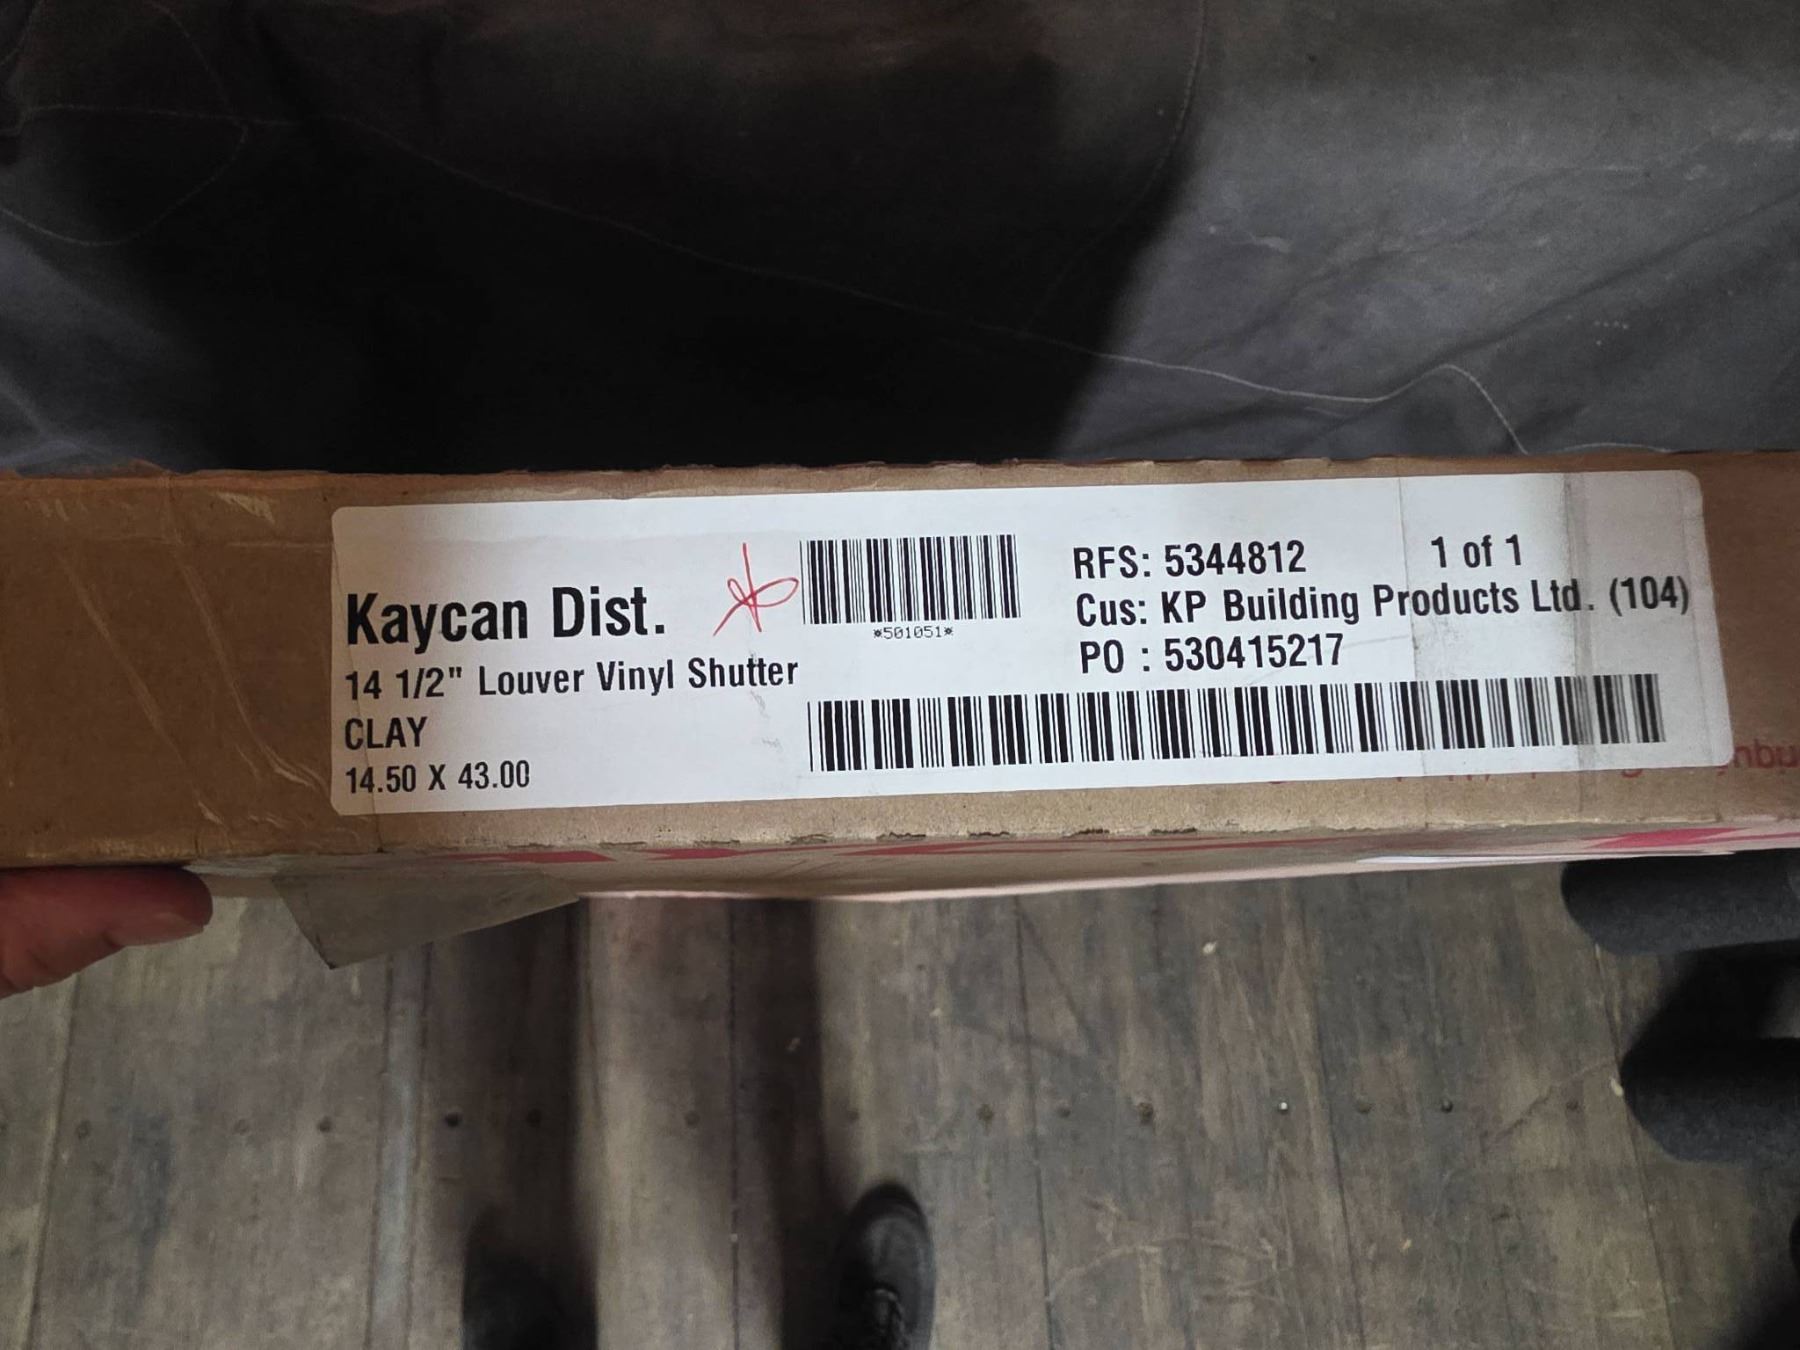 Kaycan Dist.
14 1/2" Louver Vinyl Shutter
CLAY
14.50 X 43.00
*501051*
RFS: 5344812 1 of 1
Cus: KP Building Products Ltd. (104)
PO : 530415217